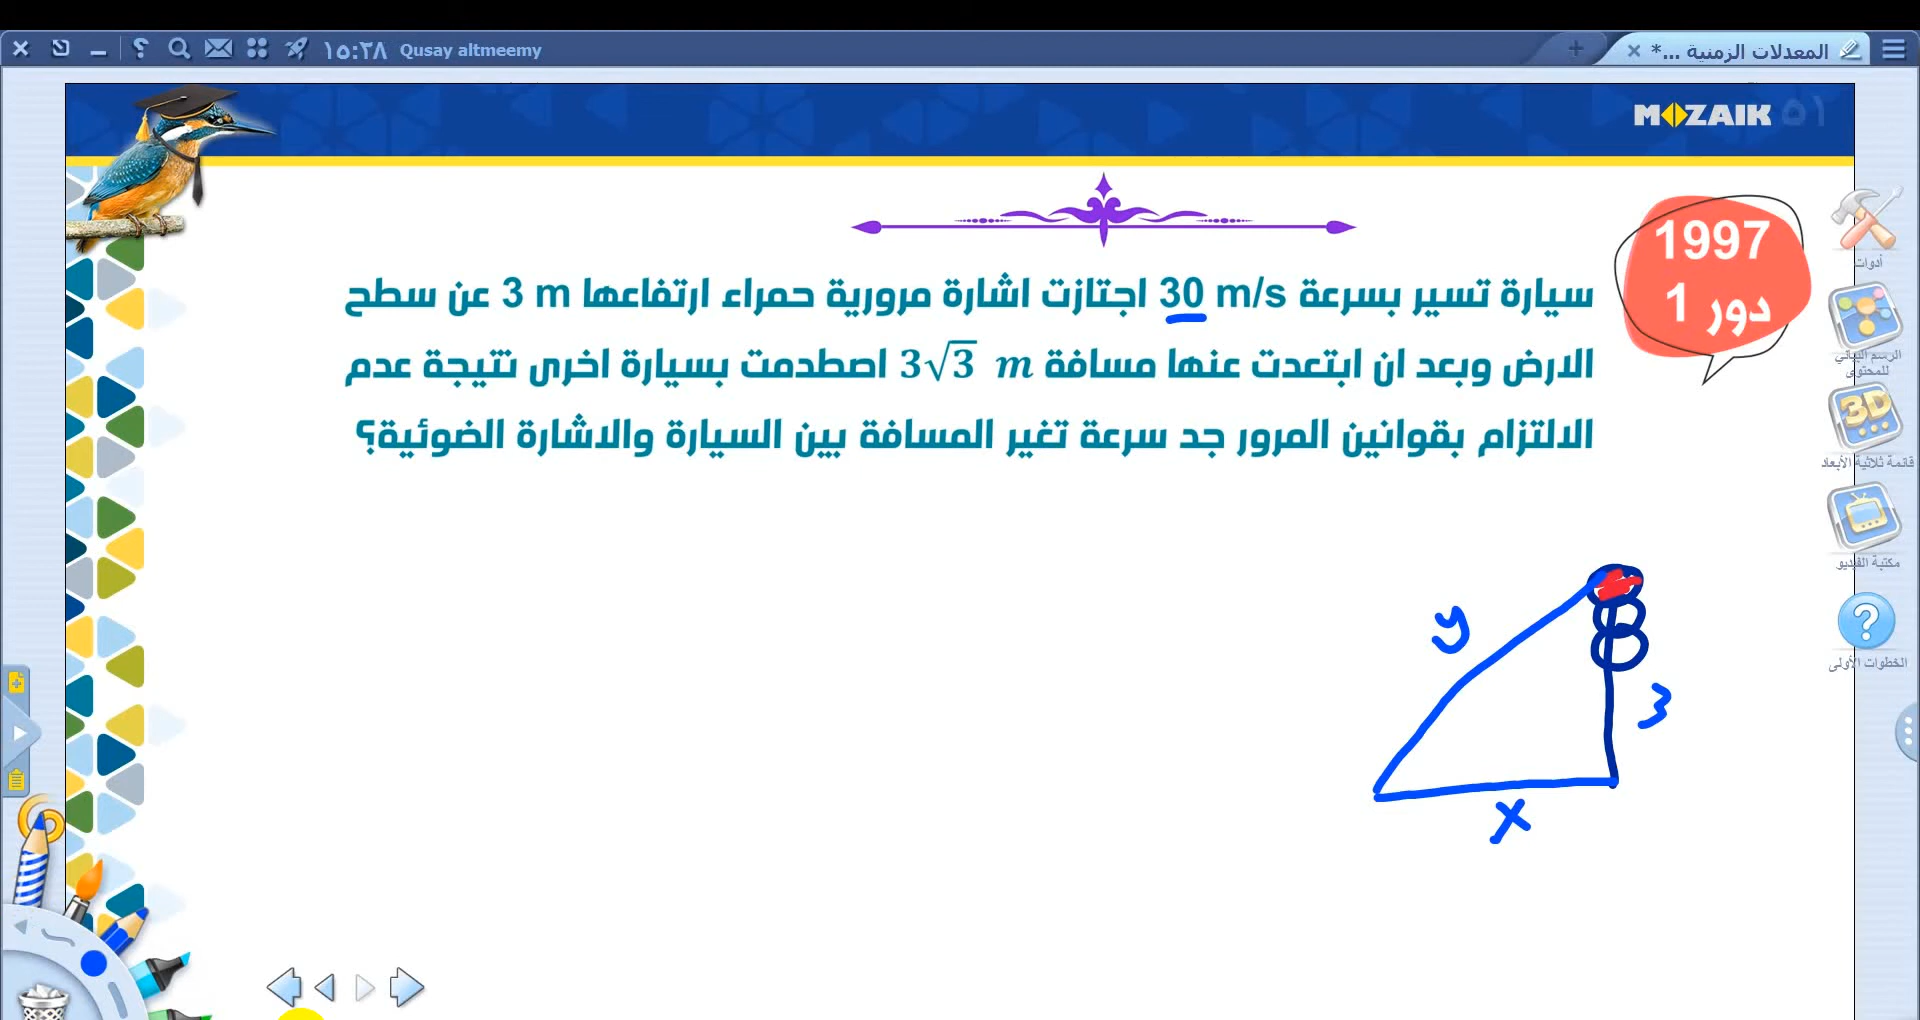 ١٥:٢٨ Qusay altmeemy
المعدلات الزمنية ...*
MOZAIK ٥١
1997
دور 1
سيارة تسير بسرعة 30 m/s اجتازت اشارة مرورية حمراء ارتفاعها 3 m عن سطح
الارض وبعد ان ابتعدت عنها مسافة 3√3 m اصطدمت بسيارة اخرى نتيجة عدم
الالتزام بقوانين المرور جد سرعة تغير المسافة بين السيارة والاشارة الضوئية؟
أدوات
الرسم البياني
للمحتوى
3D
قائمة ثلاثية الأبعاد
مكتبة الفيديو
الخطوات الأولى
y
3
x